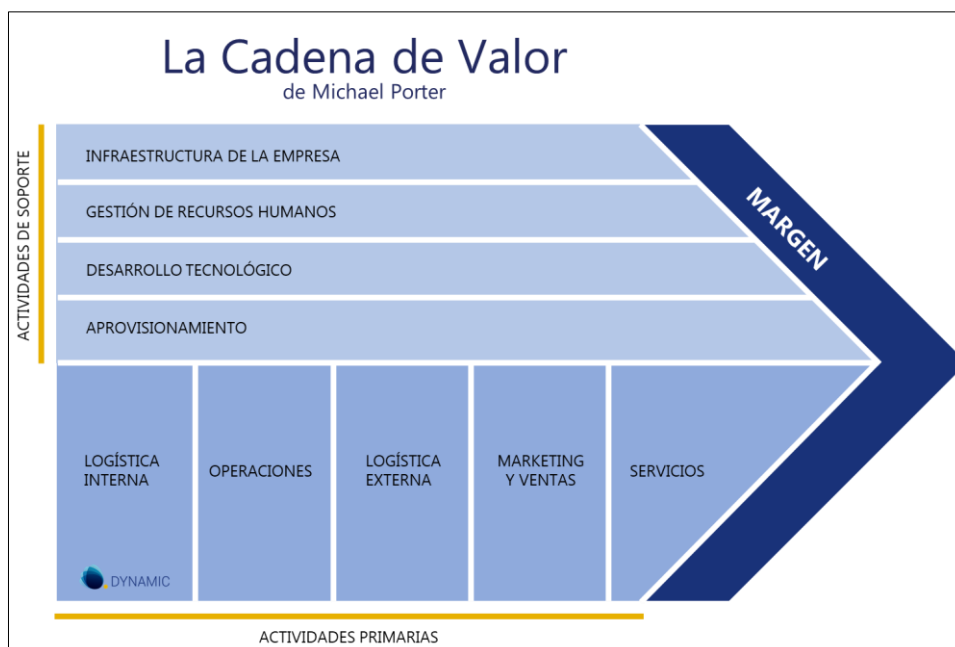 La Cadena de Valor
de Michael Porter
ACTIVIDADES DE SOPORTE
INFRAESTRUCTURA DE LA EMPRESA
GESTIÓN DE RECURSOS HUMANOS
DESARROLLO TECNOLÓGICO
APROVISIONAMIENTO
MARGEN
LOGÍSTICA
INTERNA
OPERACIONES
LOGÍSTICA
EXTERNA
MARKETING
Y VENTAS
SERVICIOS
DYNAMIC
ACTIVIDADES PRIMARIAS